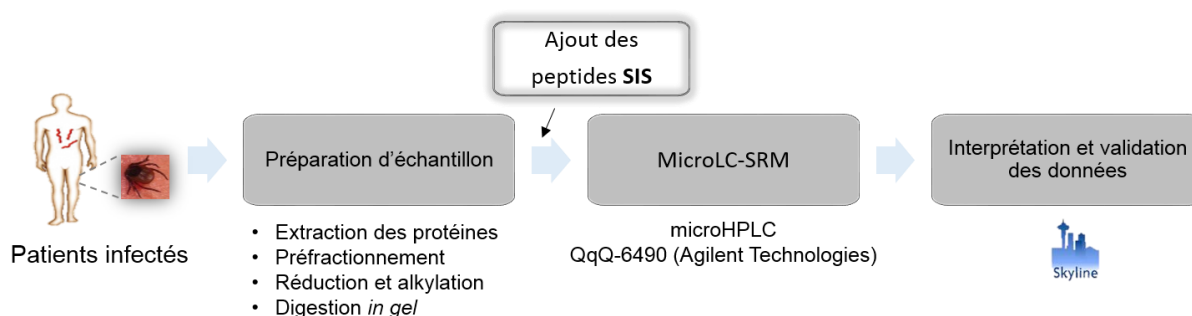 Ajout des
peptides SIS
Préparation d'échantillon
MicroLC-SRM
Interprétation et validation
des données
Patients infectés
• Extraction des protéines
• Préfractionnement
• Réduction et alkylation
• Digestion in gel
microHPLC
QqQ-6490 (Agilent Technologies)
Skyline